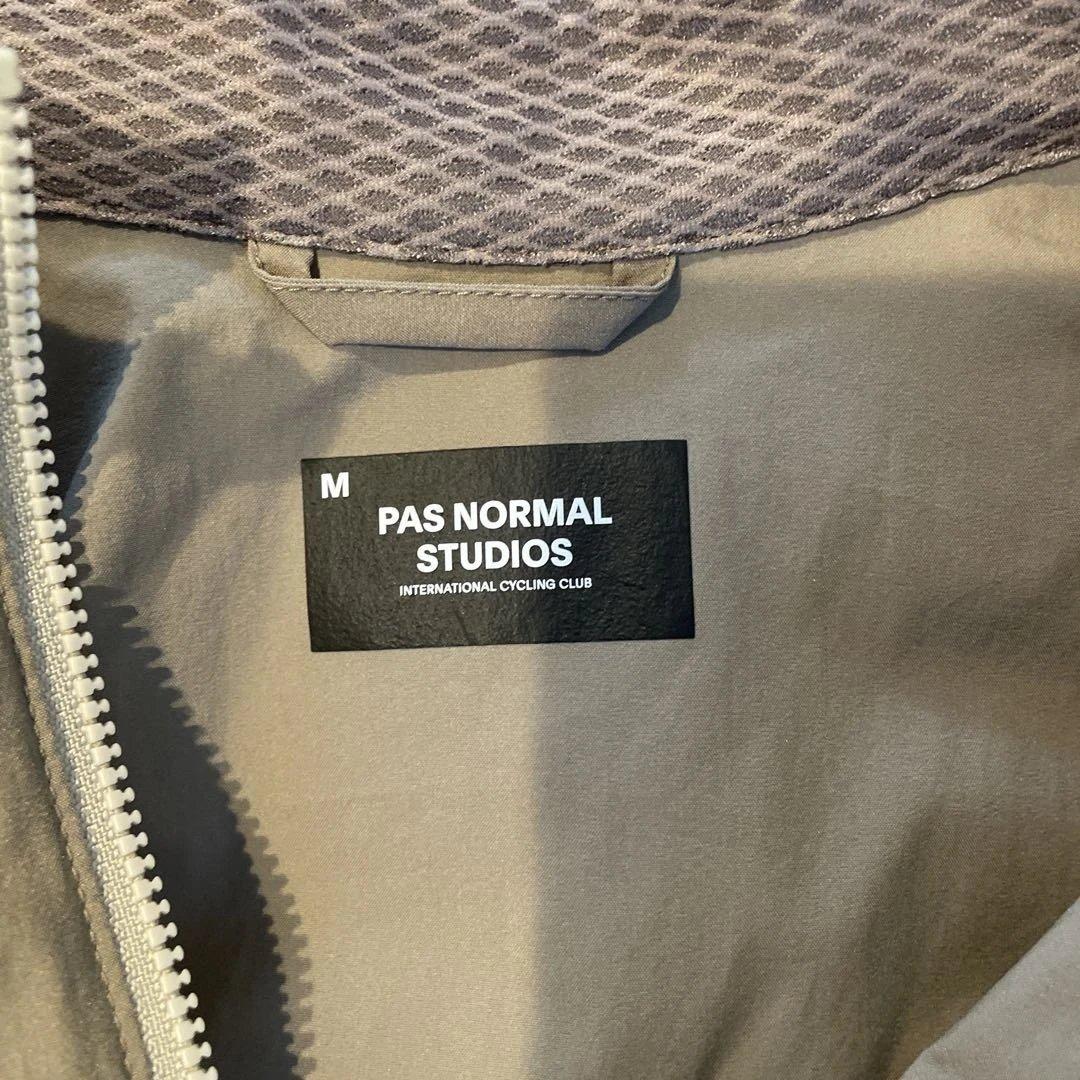 M
PAS NORMAL
STUDIOS
INTERNATIONAL CYCLING CLUB